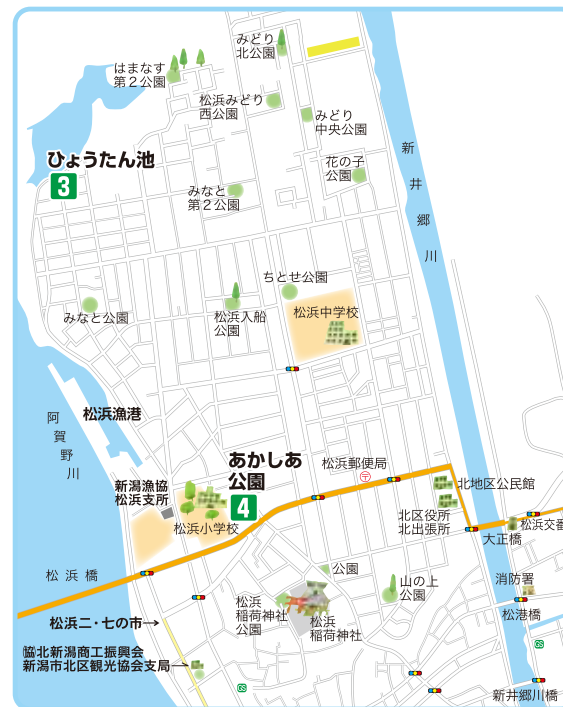 みどり
北公園
はまなす
第２公園
松浜みどり
西公園
みどり
中央公園
ひょうたん池
3
花の子
公園
新井郷川
みなと
第２公園
ちとせ公園
みなと公園
松浜入船
公園
松浜中学校
松浜漁港
阿賀野川
あかしあ
公園
4
松浜郵便局
〒
新潟漁協
松浜支所
北地区公民館
松浜小学校
北区役所
北出張所
松浜交番
大正橋
松浜橋
公園
山の上
公園
消防署
松浜
稲荷神社
公園
松浜
稲荷神社
松港橋
松浜二・七の市→
GS
㈿北新潟商工振興会
新潟市北区観光協会支局→
GS
新井郷川橋